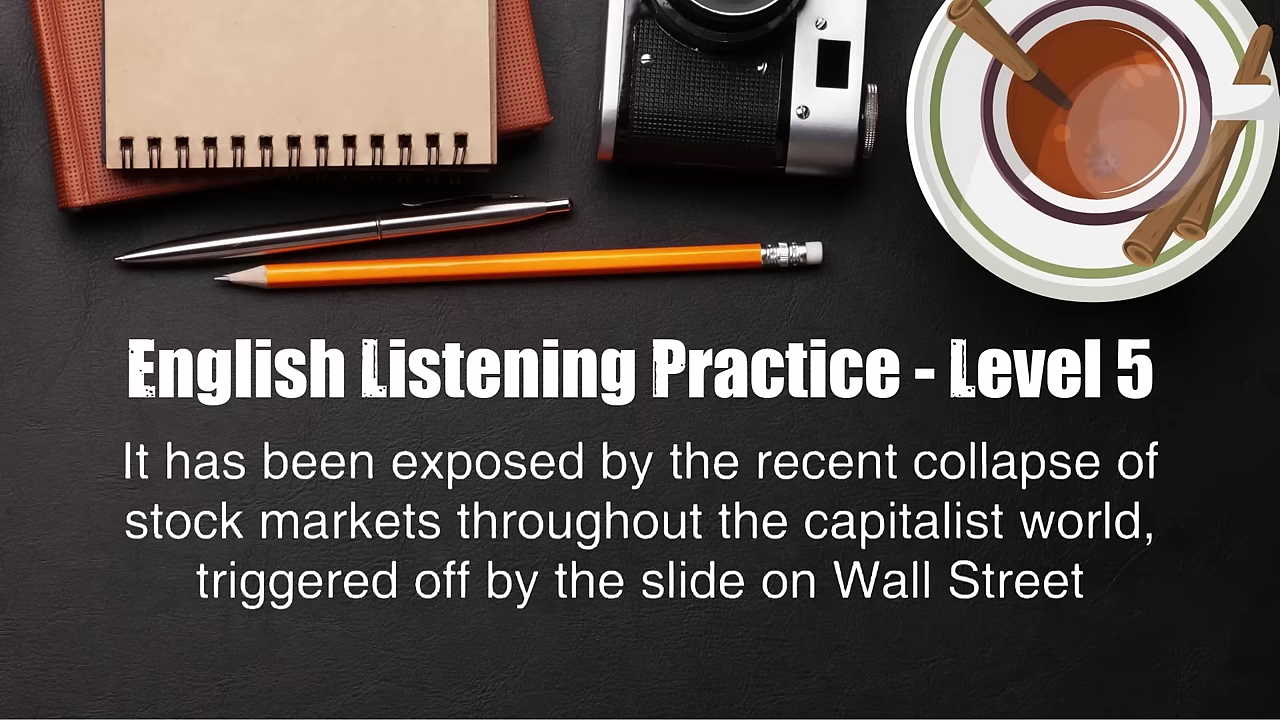 English Listening Practice - Level 5
It has been exposed by the recent collapse of
stock markets throughout the capitalist world,
triggered off by the slide on Wall Street